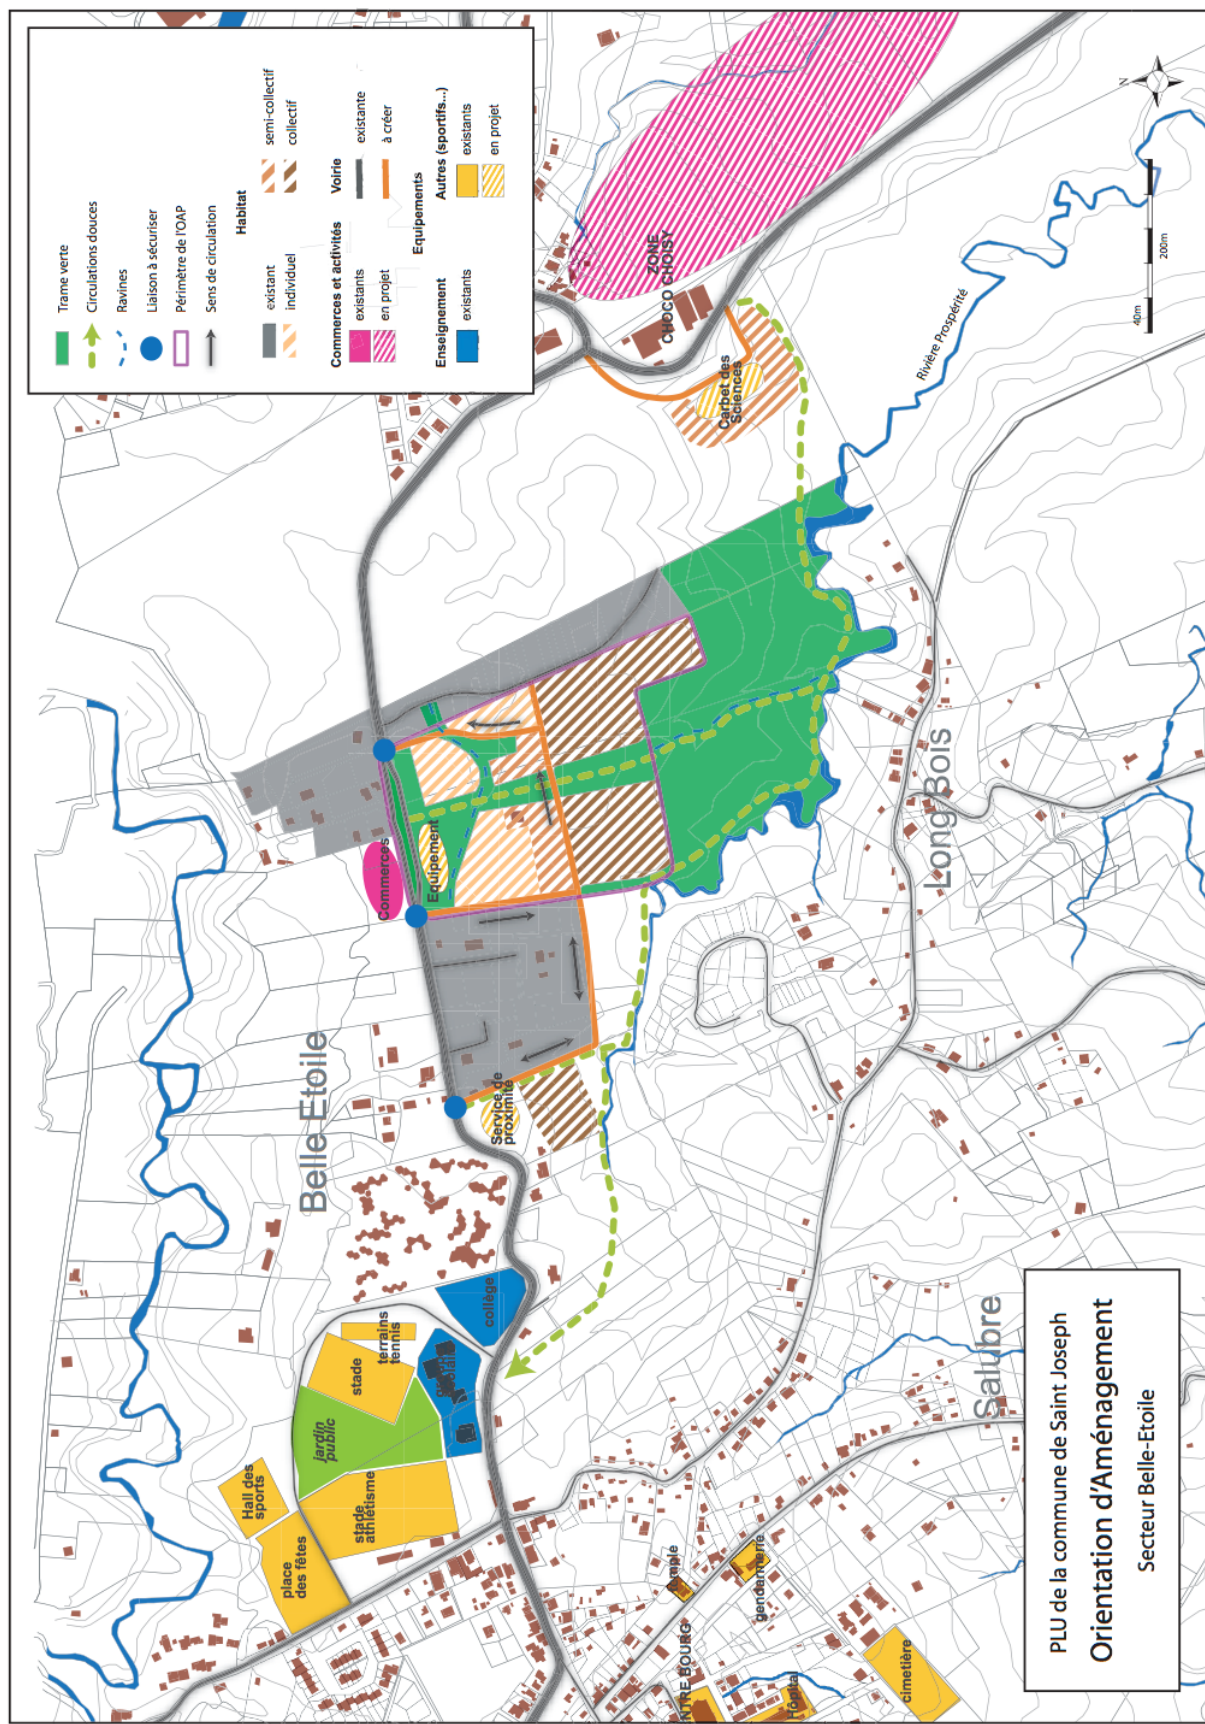 Trame verte
Circulations douces
Ravines
Liaison à sécuriser
Périmètre de l'OAP
Sens de circulation
Habitat
existant
individuel
semi-collectif
collectif
Commerces et activités
existants
en projet
Voirie
existante
à créer
Equipements
Enseignement
existants
Autres (sportifs...)
existants
en projet
N
40m
200m
ZONE
CHOCO CHOISY
Carbet des
Sciences
Rivière Prospérité
Commerces
Equipement
Belle Etoile
Long Bois
Service de
proximité
collège
terrains
tennis
stade
jardin
public
stade
athlétisme
Hall des
sports
place
des fêtes
Salubre
temple
gendarmerie
NTRE BOURG
Hôpital
cimetière
PLU de la commune de Saint Joseph
Orientation d'Aménagement
Secteur Belle-Etoile